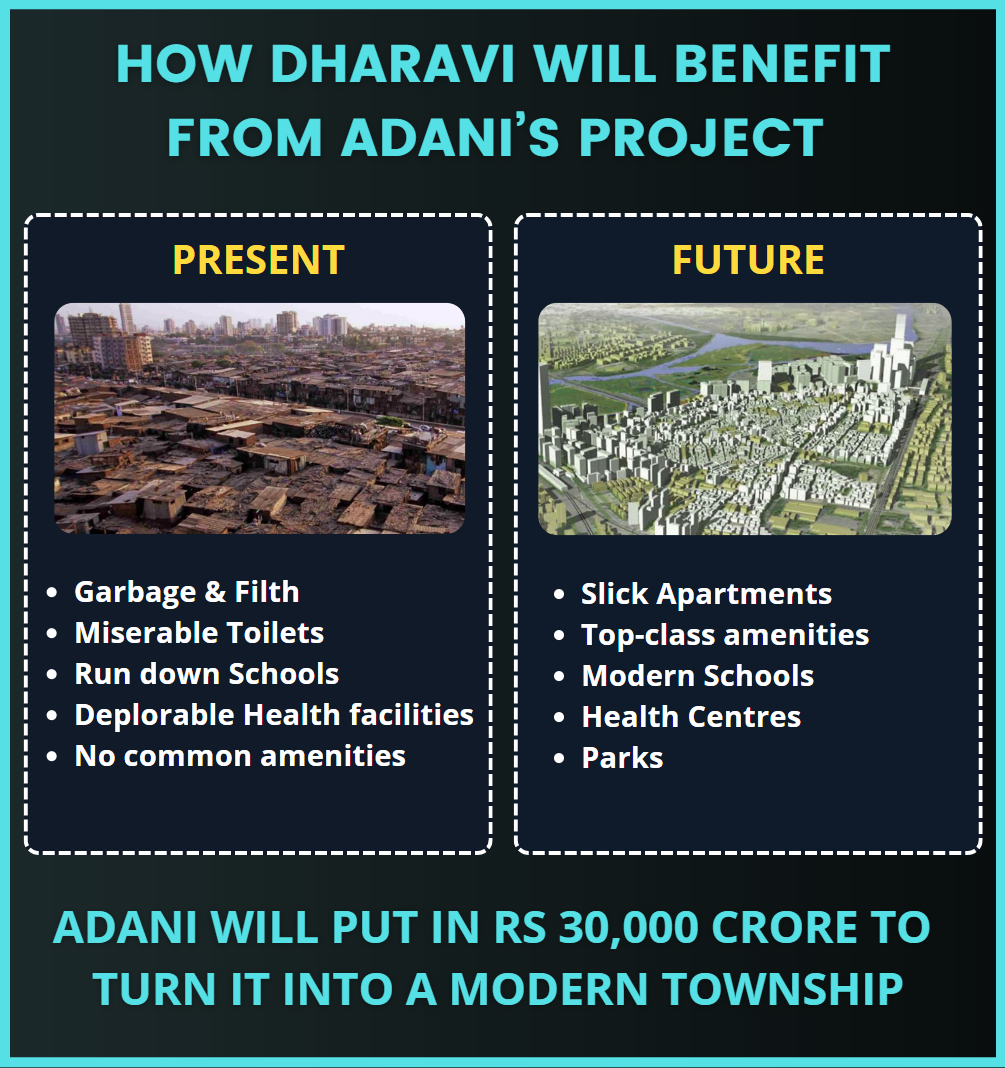 HOW DHARAVI WILL BENEFIT
FROM ADANI’S PROJECT
PRESENT
• Garbage & Filth
• Miserable Toilets
• Run down Schools
• Deplorable Health facilities
• No common amenities
FUTURE
• Slick Apartments
• Top-class amenities
• Modern Schools
• Health Centres
• Parks
ADANI WILL PUT IN RS 30,000 CRORE TO
TURN IT INTO A MODERN TOWNSHIP